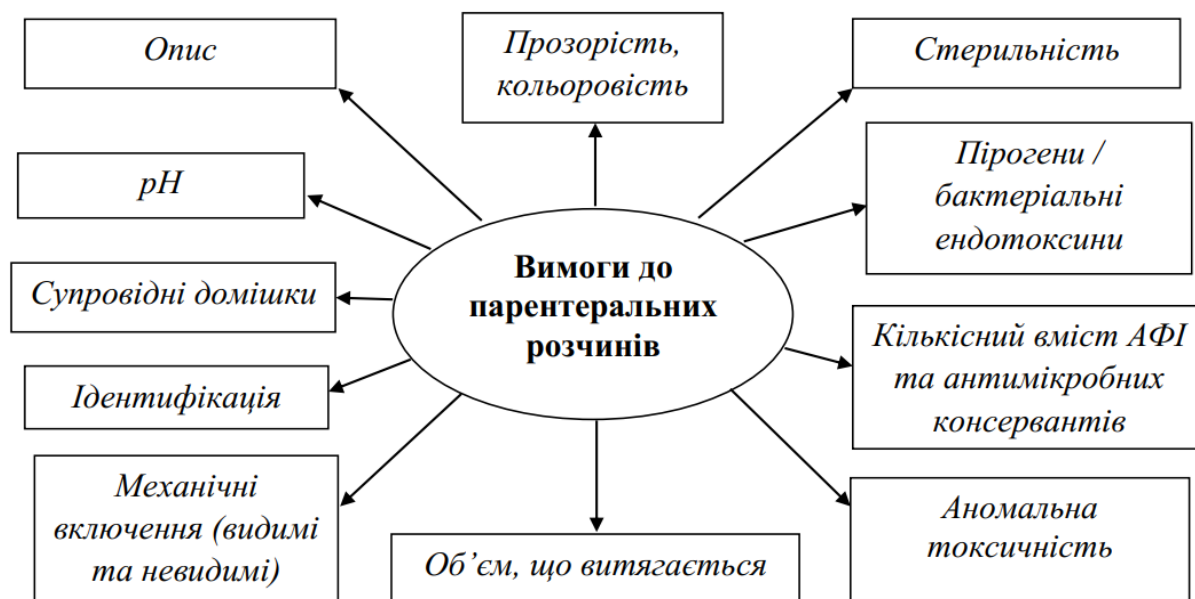 Опис
Прозорість,
кольоровість
Стерильність
pH
Пірогени /
бактеріальні
ендотоксини
Вимоги до
парентеральних
розчинів
Супровідні домішки
Кількісний вміст АФІ
та антимікробних
консервантів
Ідентифікація
Механічні
включення (видимі
та невидимі)
Об’єм, що витягається
Аномальна
токсичність